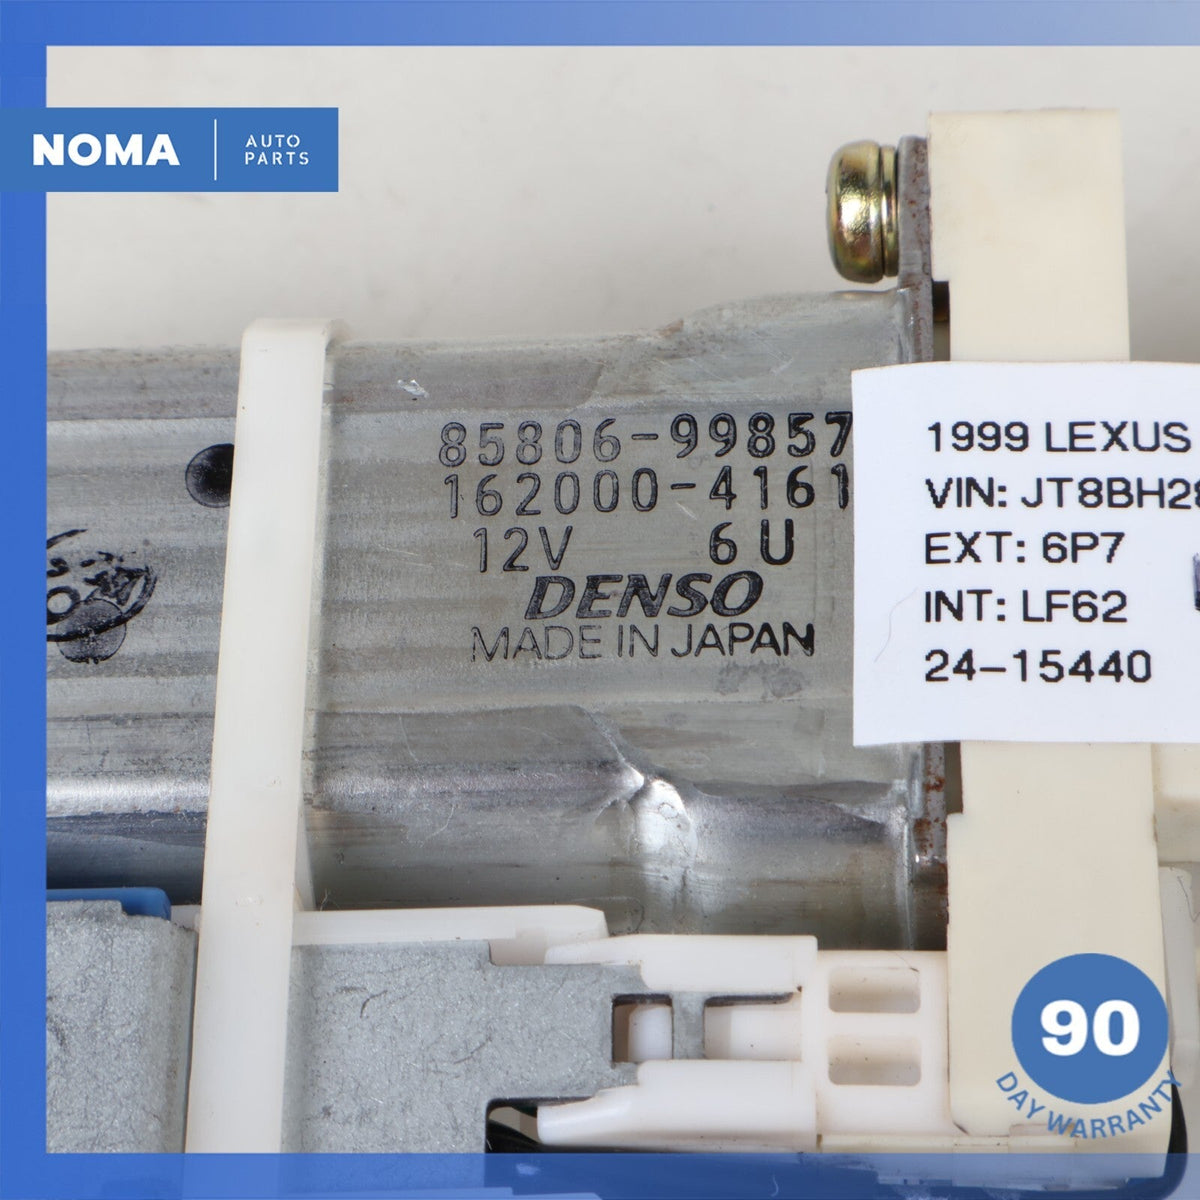 NOMA
AUTO
PARTS
85806-99857
162000-4161
12V 6U
DENSO
MADE IN JAPAN
1999 LEXUS
VIN: JT8BH28
EXT: 6P7
INT: LF62
24-15440
90
DAY WARRANTY